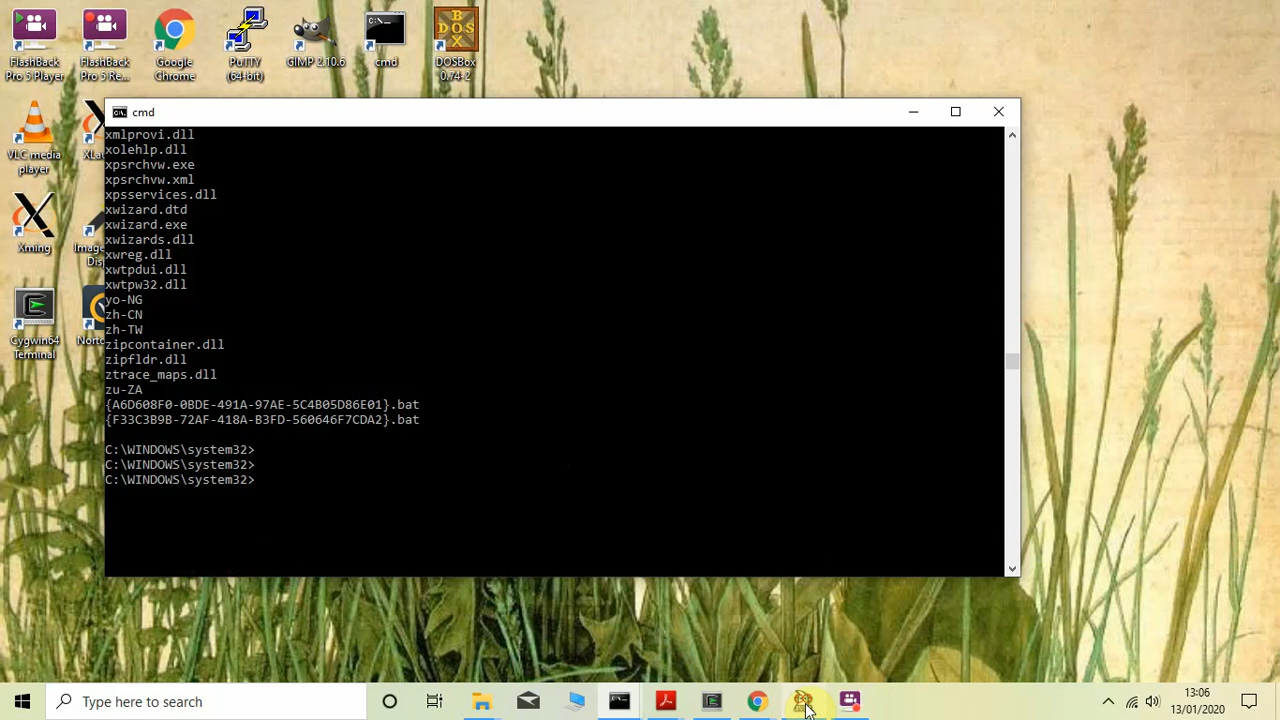 FlashBack
Pro 5 Player
FlashBack
Pro 5 Re...
Google
Chrome
PuTTY
(64-bit)
GIMP 2.10.6
cmd
DOSBox
0.74-2
VLC media
player
XLau
Xming
Image
Dis
Cygwin64
Terminal
Norto
cmd
xmlprovi.dll
xolehlp.dll
xpsrchvw.exe
xpsrchvw.xml
xpsservices.dll
xwizard.dtd
xwizard.exe
xwizards.dll
xwreg.dll
xwtpdui.dll
xwtpw32.dll
yo-NG
zh-CN
zh-TW
zipcontainer.dll
zipfldr.dll
ztrace_maps.dll
zu-ZA
{A6D608F0-0BDE-491A-97AE-5C4B05D86E01}.bat
{F33C3B9B-72AF-418A-B3FD-560646F7CDA2}.bat
C:\WINDOWS\system32>
C:\WINDOWS\system32>
C:\WINDOWS\system32>
Type here to search
13:06
13/01/2020